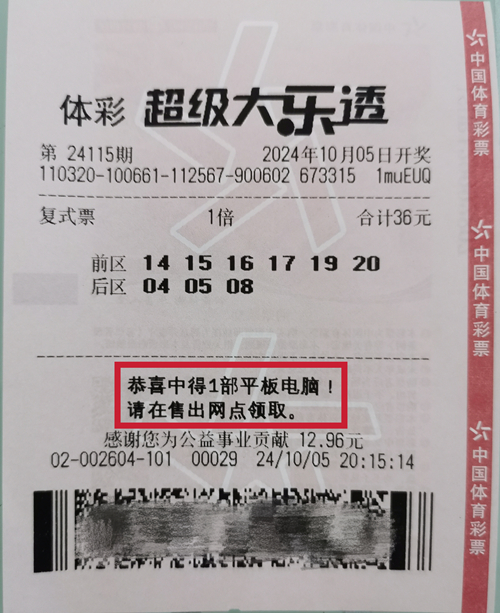 体彩 超级大乐透
第 24115期 2024年10月05日开奖
110320-100661-112567-900602 673315 1muEUQ
复式票 1倍 合计36元
前区 14 15 16 17 19 20
后区 04 05 08
恭喜中得1部平板电脑！
请在售出网点领取。
感谢您为公益事业贡献 12.96元
02-002604-101 00029 24/10/05 20:15:14
中国体育彩票
中国体育彩票
中国体育彩票